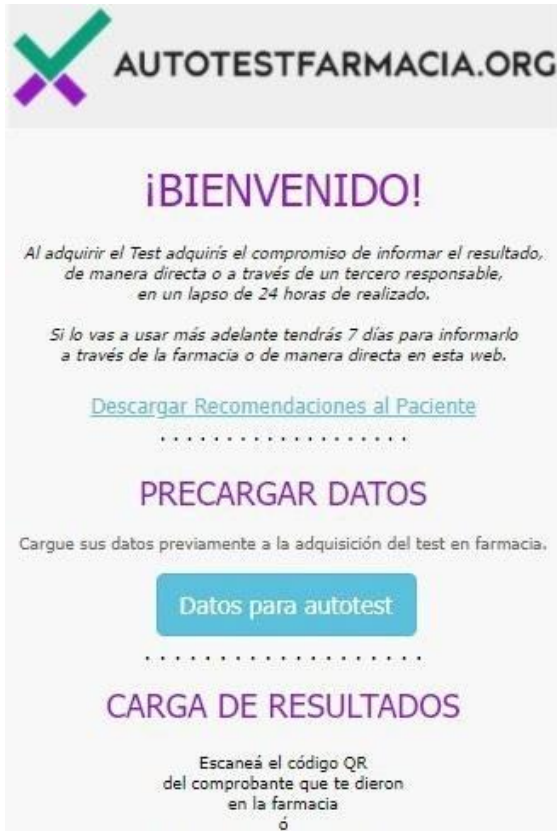 AUTOTESTFARMACIA.ORG
¡BIENVENIDO!
Al adquirir el Test adquirís el compromiso de informar el resultado,
de manera directa o a través de un tercero responsable,
en un lapso de 24 horas de realizado.
Si lo vas a usar más adelante tendrás 7 días para informarlo
a través de la farmacia o de manera directa en esta web.
Descargar Recomendaciones al Paciente
PRECARGAR DATOS
Cargue sus datos previamente a la adquisición del test en farmacia.
Datos para autotest
CARGA DE RESULTADOS
Escaneá el código QR
del comprobante que te dieron
en la farmacia
ó